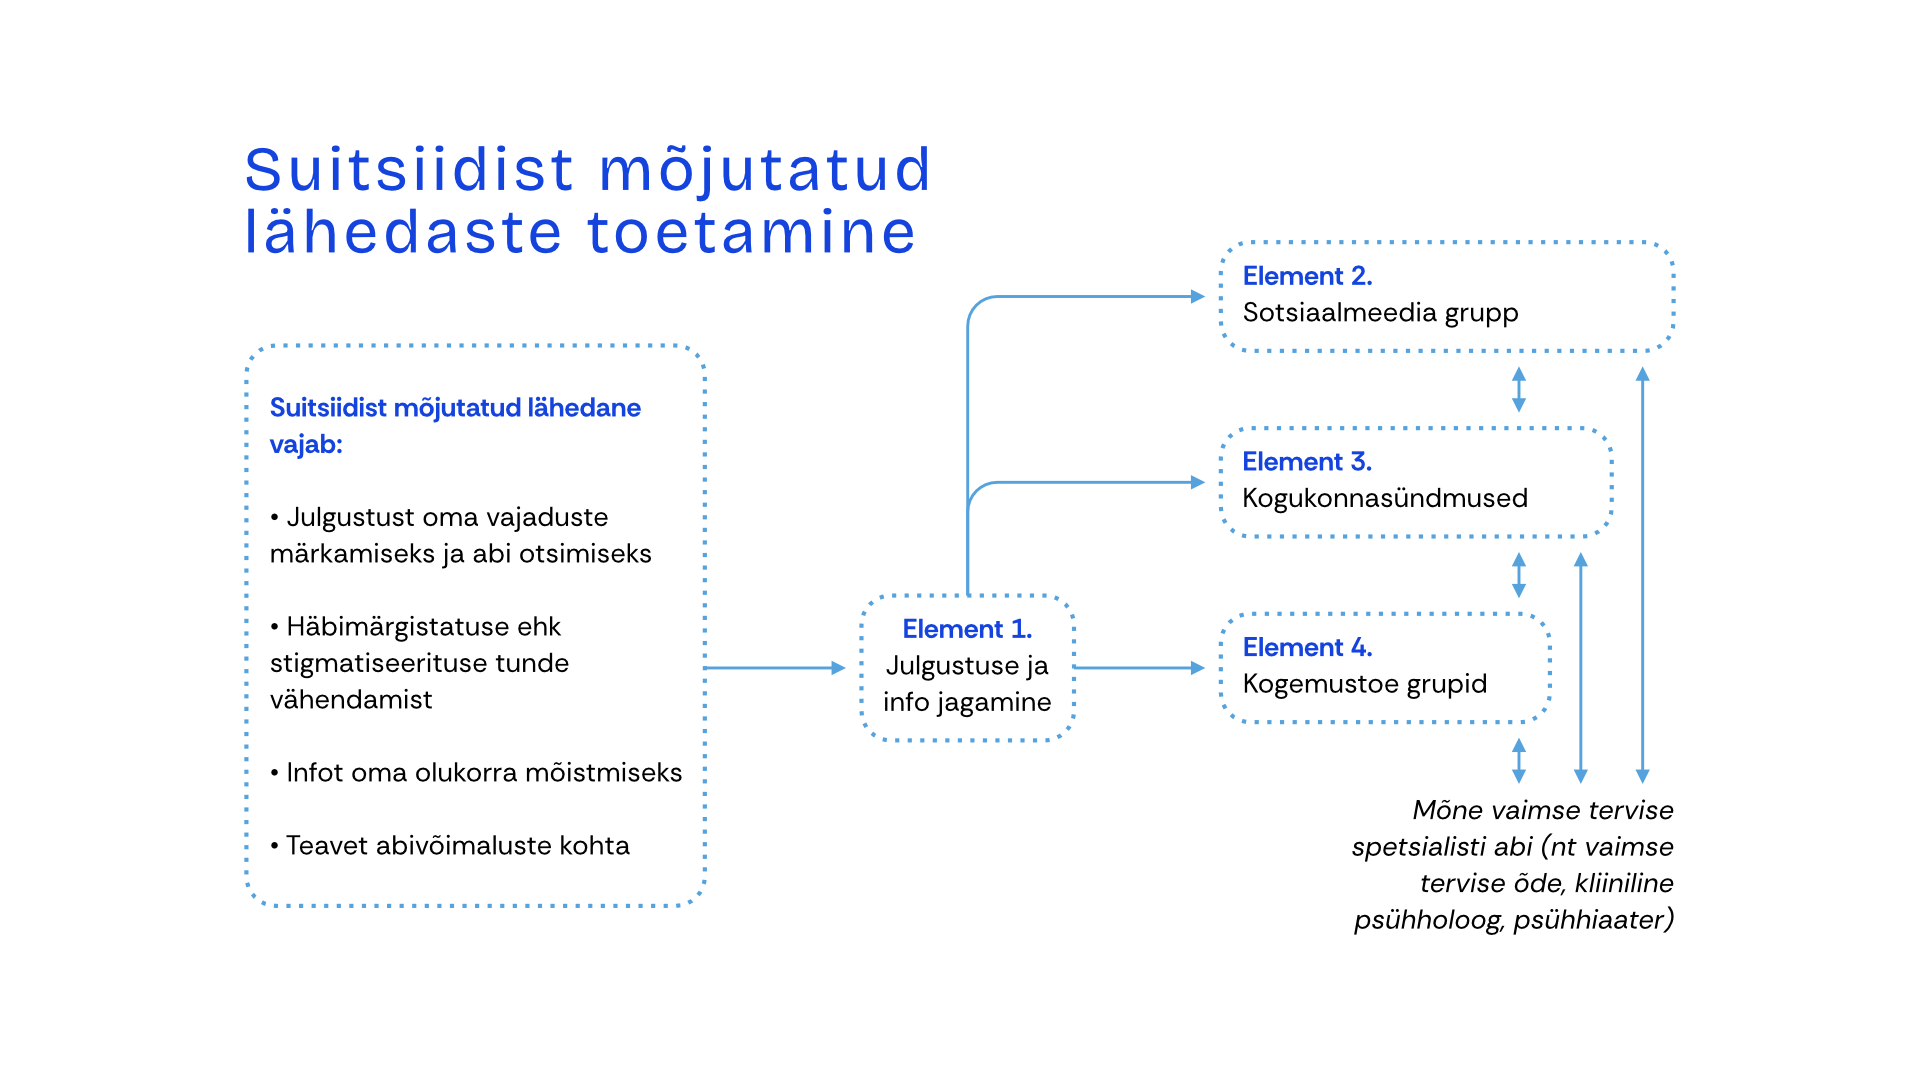 Suitsiidist mõjutatud
lähedaste toetamine
Suitsiidist mõjutatud lähedane
vajab:
• Julgustust oma vajaduste
märkamiseks ja abi otsimiseks
• Häbimärgistatuse ehk
stigmatiseerituse tunde
vähendamist
• Infot oma olukorra mõistmiseks
• Teavet abivõimaluste kohta
Element 1.
Julgustuse ja
info jagamine
Element 2.
Sotsiaalmeedia grupp
Element 3.
Kogukonnasündmused
Element 4.
Kogemustoe grupid
Mõne vaimse tervise
spetsialisti abi (nt vaimse
tervise õde, kliiniline
psühholoog, psühhiaater)